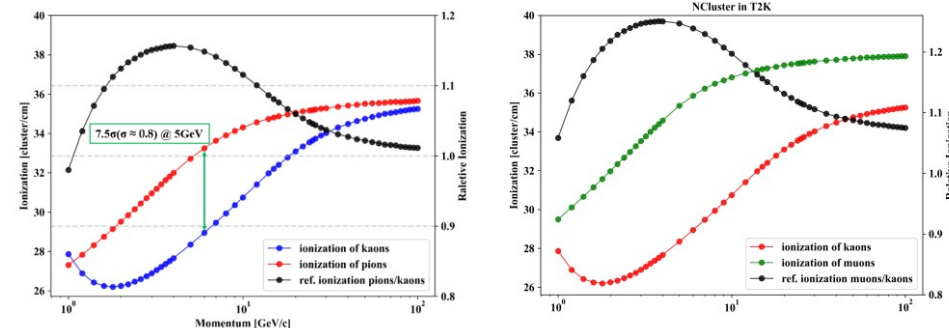 NCluster in T2K
40
38
36
34
32
30
28
26
Ionization [cluster/cm]
1.2
1.1
1.0
0.9
0.8
Raletive Ionization
7.5σ(σ ≈ 0.8) @ 5GeV
ionization of kaons
ionization of pions
ref. ionization pions/kaons
10⁰
10¹
10²
Momentum [GeV/c]
40
38
36
34
32
30
28
26
Ionization [cluster/cm]
1.2
1.1
1.0
0.9
0.8
Raletive Ionization
ionization of kaons
ionization of muons
ref. ionization muons/kaons
10⁰
10¹
10²